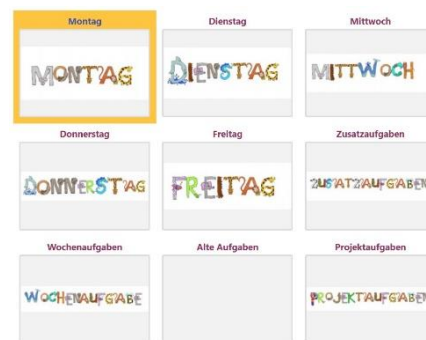 Montag
Dienstag
Mittwoch
MONTAG
DIENSTAG
MITTWOCH
Donnerstag
Freitag
Zusatzaufgaben
DONNERSTAG
FREITAG
ZUSATZAUFGABEN
Wochenaufgaben
Alte Aufgaben
Projektaufgaben
WOCHENAUFGABE
PROJEKTAUFGABEN